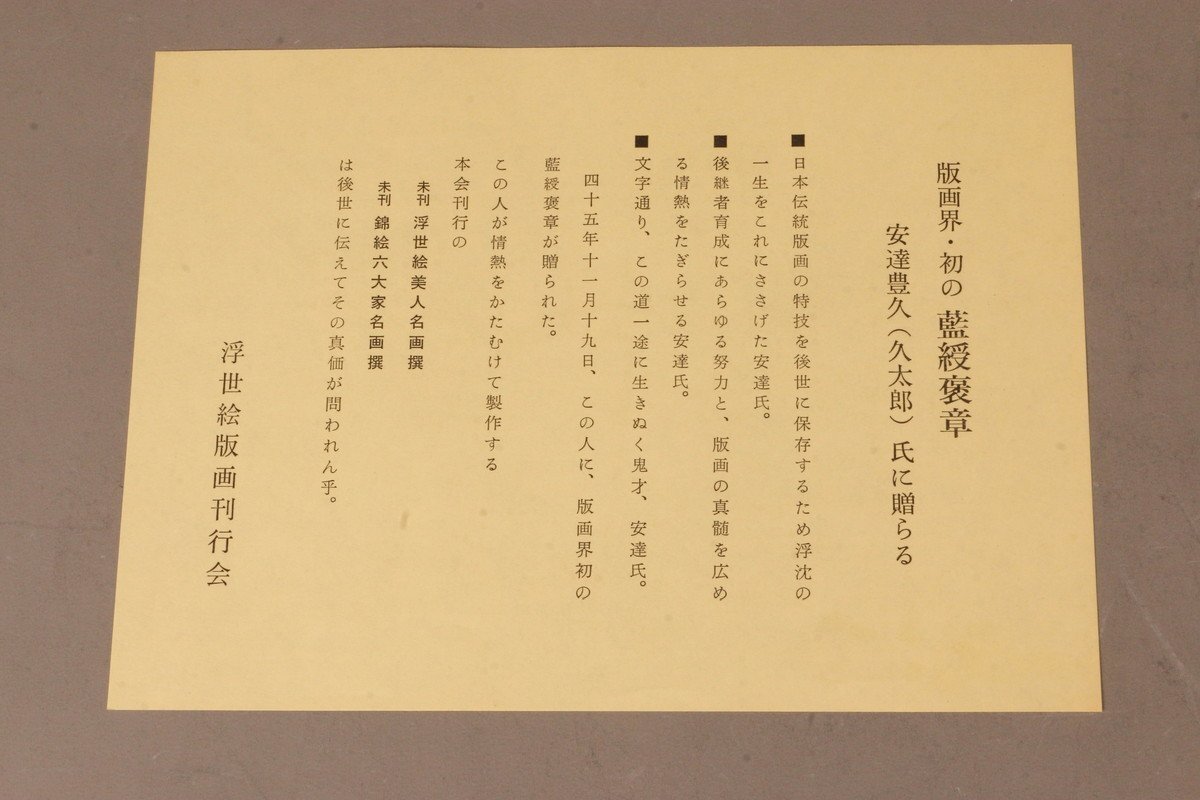 版画界・初の 藍綬褒章
安達豊久（久太郎）氏に贈らる
■日本伝統版画の特技を後世に保存するため浮沈の
一生をこれにささげた安達氏。
■後継者育成にあらゆる努力と、版画の真髄を広め
る情熱をたぎらせる安達氏。
■文字通り、この道一途に生きぬく鬼才、安達氏。
四十五年十一月十九日、この人に、版画界初の
藍綬褒章が贈られた。
この人が情熱をかたむけて製作する
本会刊行の
未刊 浮世絵美人名画撰
未刊 錦絵六大家名画撰
は後世に伝えてその真価が問われん乎。
浮世絵版画刊行会